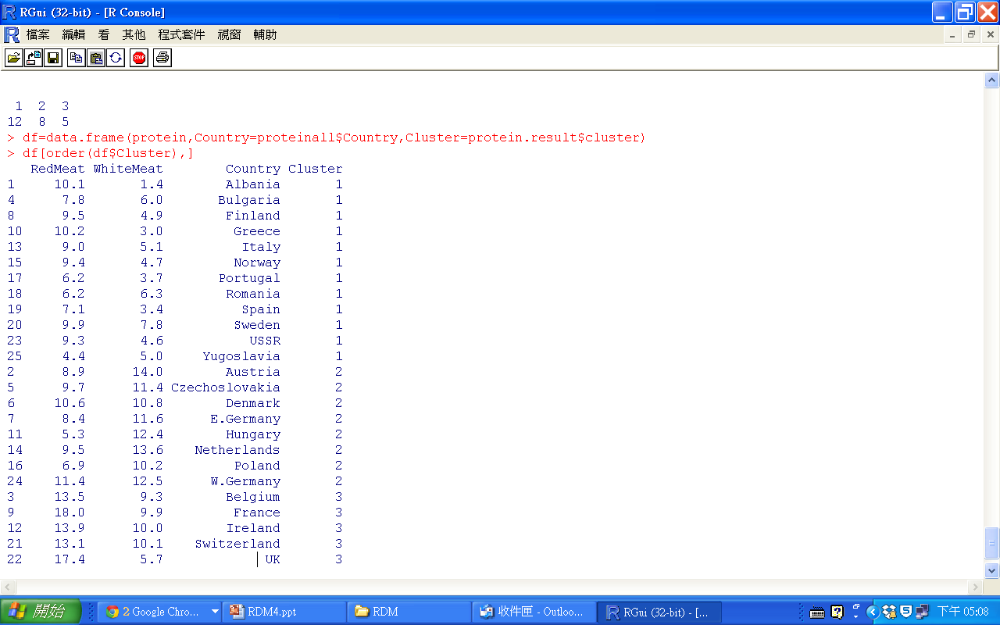 RGui (32-bit) - [R Console]
檔案 編輯 看 其他 程式套件 視窗 輔助
STOP
1 2 3
12 8 5
> df=data.frame(protein,Country=proteinall$Country,Cluster=protein.result$cluster)
> df[order(df$Cluster),]
RedMeat WhiteMeat Country Cluster
1 10.1 1.4 Albania 1
4 7.8 6.0 Bulgaria 1
8 9.5 4.9 Finland 1
10 10.2 3.0 Greece 1
13 9.0 5.1 Italy 1
15 9.4 4.7 Norway 1
17 6.2 3.7 Portugal 1
18 6.2 6.3 Romania 1
19 7.1 3.4 Spain 1
20 9.9 7.8 Sweden 1
23 9.3 4.6 USSR 1
25 4.4 5.0 Yugoslavia 1
2 8.9 14.0 Austria 2
5 9.7 11.4 Czechoslovakia 2
6 10.6 10.8 Denmark 2
7 8.4 11.6 E.Germany 2
11 5.3 12.4 Hungary 2
14 9.5 13.6 Netherlands 2
16 6.9 10.2 Poland 2
24 11.4 12.5 W.Germany 2
3 13.5 9.3 Belgium 3
9 18.0 9.9 France 3
12 13.9 10.0 Ireland 3
21 13.1 10.1 Switzerland 3
22 17.4 5.7 UK 3
開始 2 Google Chro... RDM4.ppt RDM 收件匣 - Outloo... RGui (32-bit) - [... 下午 05:08